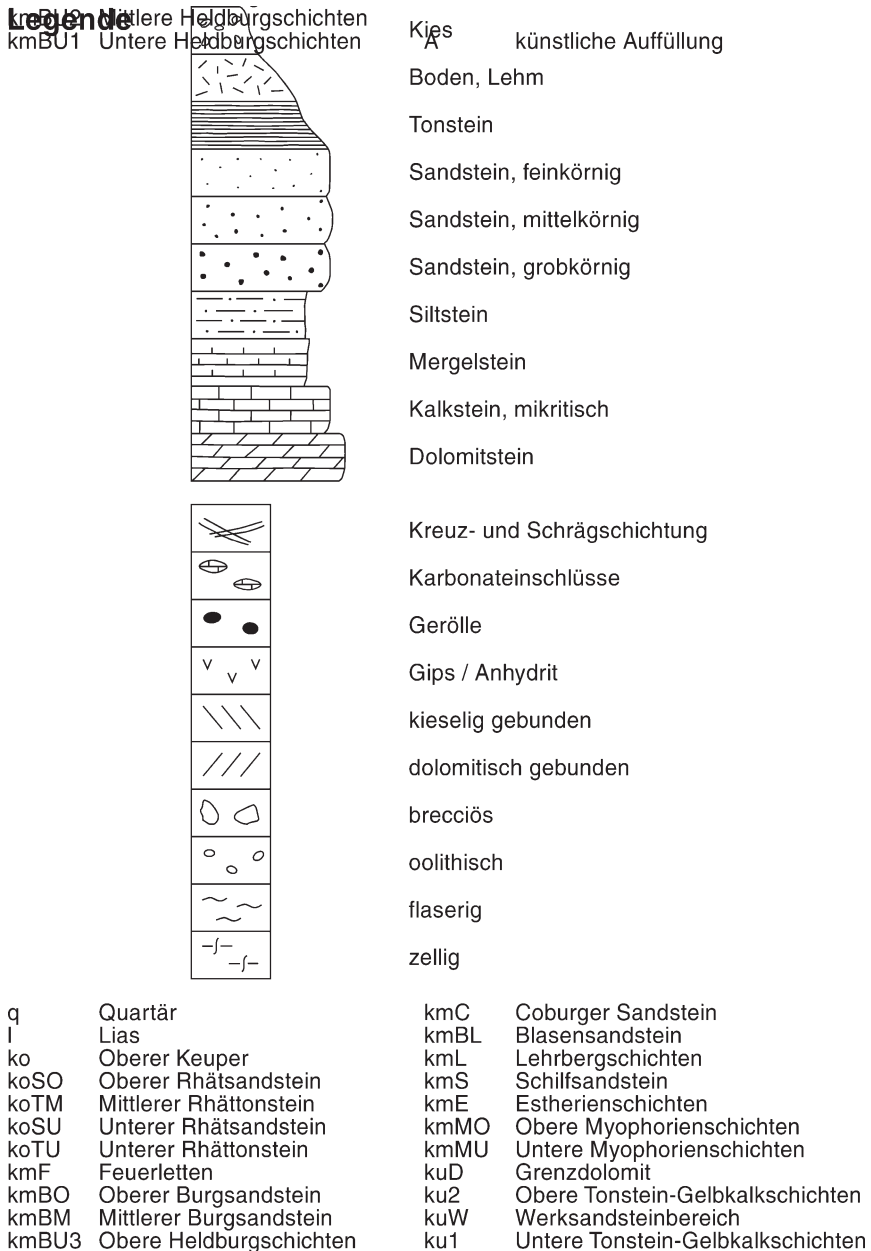 Legende
kmBU2 Mittlere Heldburgschichten
kmBU1 Untere Heldburgschichten
Kies
A künstliche Auffüllung
Boden, Lehm
Tonstein
Sandstein, feinkörnig
Sandstein, mittelkörnig
Sandstein, grobkörnig
Siltstein
Mergelstein
Kalkstein, mikritisch
Dolomitstein
Kreuz- und Schrägschichtung
Karbonateinschlüsse
Gerölle
Gips / Anhydrit
kieselig gebunden
dolomitisch gebunden
brecciös
oolithisch
flaserig
zellig
q Quartär
l Lias
ko Oberer Keuper
koSO Oberer Rhätsandstein
koTM Mittlerer Rhättonstein
koSU Unterer Rhätsandstein
koTU Unterer Rhättonstein
kmF Feuerletten
kmBO Oberer Burgsandstein
kmBM Mittlerer Burgsandstein
kmBU3 Obere Heldburgschichten
kmC Coburger Sandstein
kmBL Blasensandstein
kmL Lehrbergschichten
kmS Schilfsandstein
kmE Estherienschichten
kmMO Obere Myophorienschichten
kmMU Untere Myophorienschichten
kuD Grenzdolomit
ku2 Obere Tonstein-Gelbkalkschichten
kuW Werksandsteinbereich
ku1 Untere Tonstein-Gelbkalkschichten